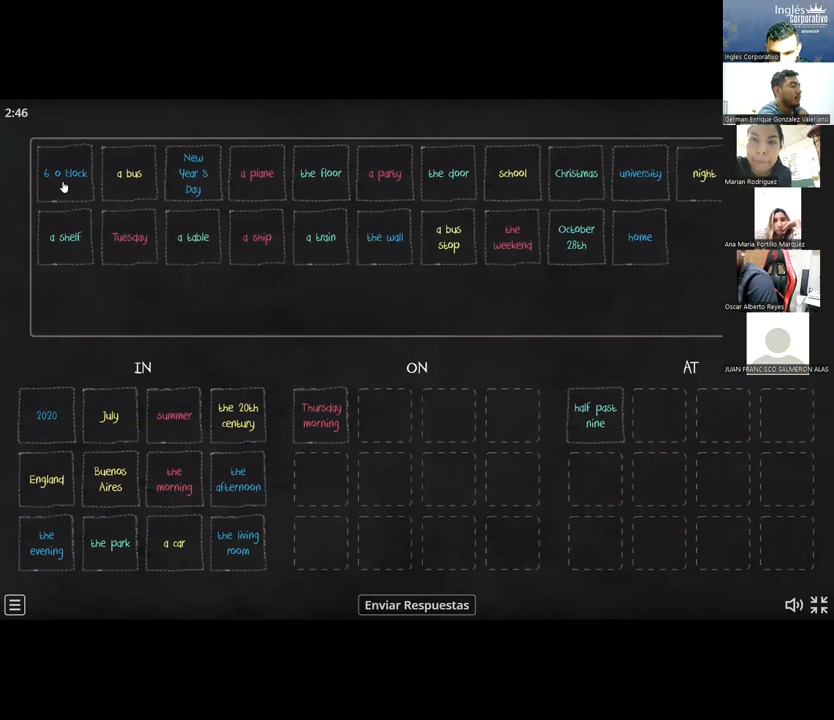 Inglés
Corporativo
BEGINNER
Inglés Corporativo
German Enrique Gonzalez Valeriano
Marian Rodriguez
Ana Maria Portillo Marquez
Oscar Alberto Reyes
JUAN FRANCISCO SALMERON ALAS
2:46
6 o clock
a bus
New
Year's
Day
a plane
the floor
a party
the door
school
Christmas
university
night
a shelf
Tuesday
a table
a ship
a train
the wall
a bus
stop
the
weekend
October
28th
home
IN
ON
AT
2020
July
summer
the 20th
century
Thursday
morning
half past
nine
England
Buenos
Aires
the
morning
the
afternoon
the
evening
the park
a car
the living
room
Enviar Respuestas